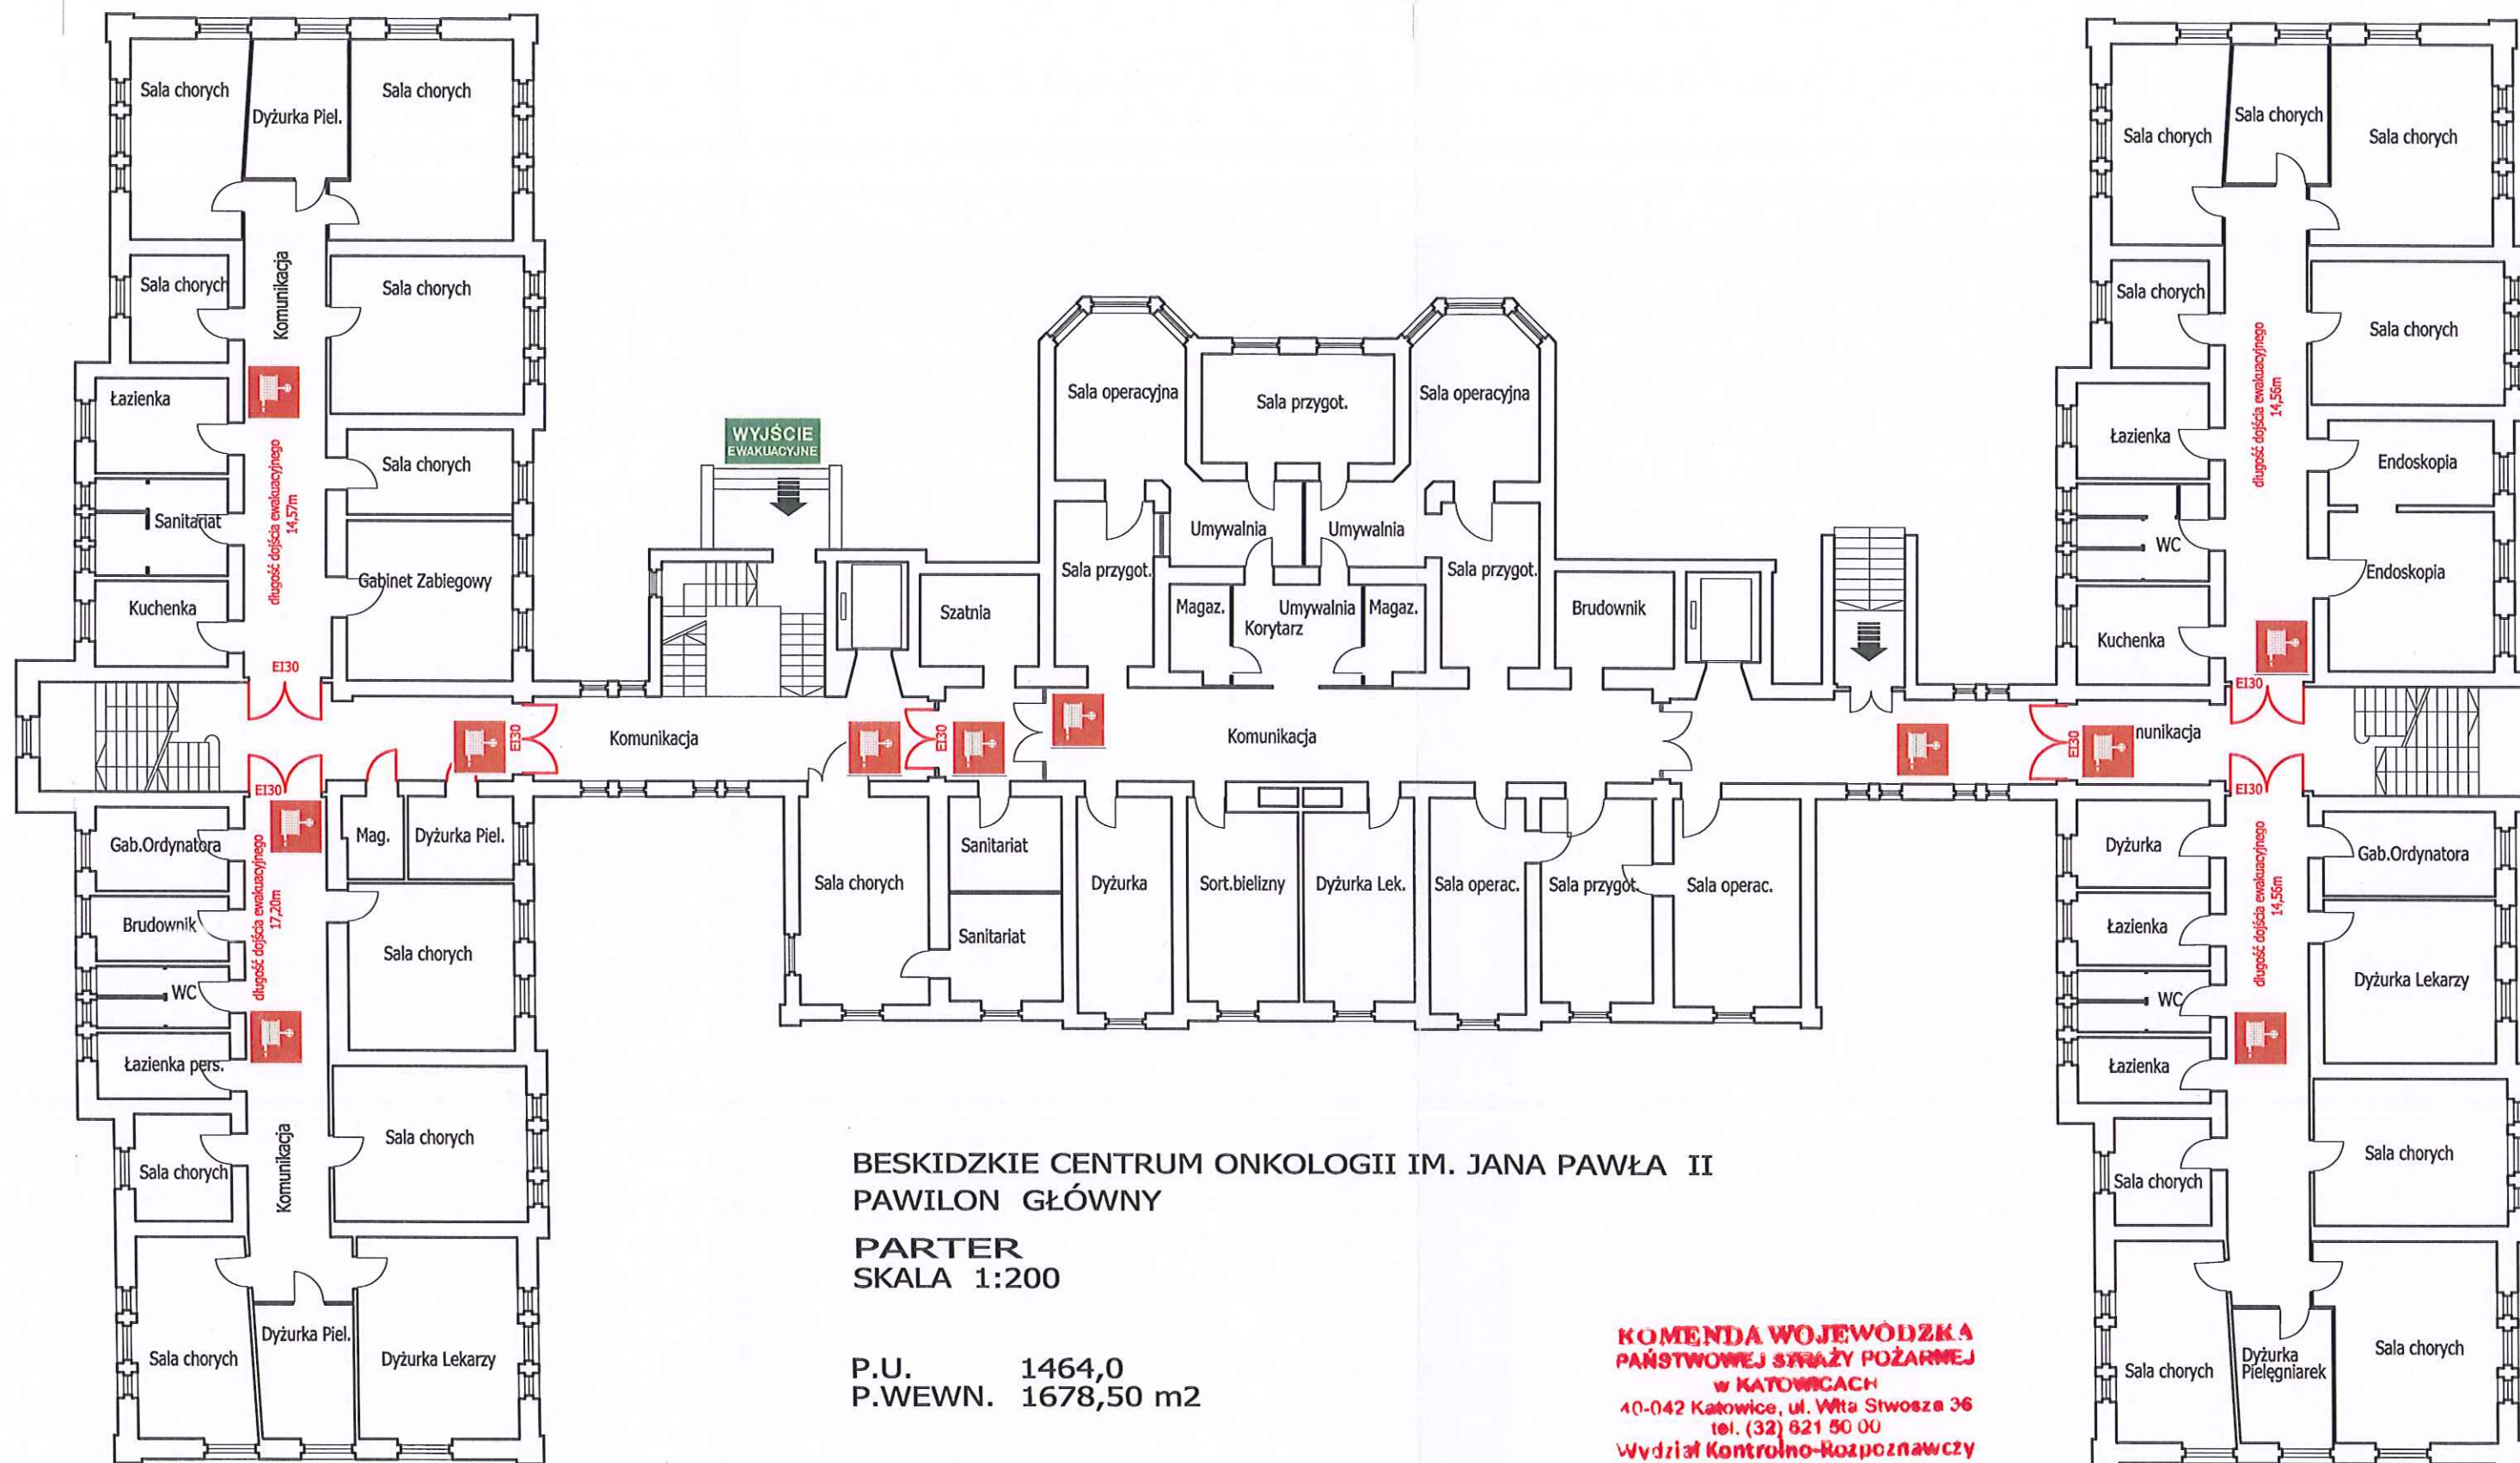 Sala chorych
Dyżurka Piel.
Sala chorych
Sala chorych
Komunikacja
Sala chorych
Łazienka
Sala chorych
Sanitariat
długość dojścia ewakuacyjnego
14,57m
Gabinet Zabiegowy
Kuchenka
EI30
EI30
EI30
Gab.Ordynatora
Mag.
Dyżurka Piel.
długość dojścia ewakuacyjnego
17,20m
Brudownik
Sala chorych
WC
Łazienka pers.
Sala chorych
Komunikacja
Sala chorych
Sala chorych
Dyżurka Piel.
Dyżurka Lekarzy
WYJŚCIE
EWAKUACYJNE
Komunikacja
EI30
Szatnia
Sala operacyjna
Sala przygot.
Sala operacyjna
Umywalnia
Umywalnia
Sala przygot.
Sala przygot.
Magaz.
Umywalnia
Korytarz
Magaz.
Brudownik
Komunikacja
Sala chorych
Sanitariat
Sanitariat
Dyżurka
Sort.bielizny
Dyżurka Lek.
Sala operac.
Sala przygot.
Sala operac.
Sala chorych
Sala chorych
Sala chorych
Sala chorych
Sala chorych
długość dojścia ewakuacyjnego
14,56m
Łazienka
Endoskopia
WC
Endoskopia
Kuchenka
EI30
EI30
nunikacja
EI30
Dyżurka
Gab.Ordynatora
długość dojścia ewakuacyjnego
14,56m
Łazienka
Dyżurka Lekarzy
WC
Łazienka
Sala chorych
Sala chorych
Sala chorych
Dyżurka
Pielęgniarek
Sala chorych
BESKIDZKIE CENTRUM ONKOLOGII IM. JANA PAWŁA II
PAWILON GŁÓWNY
PARTER
SKALA 1:200
P.U. 1464,0
P.WEWN. 1678,50 m2
KOMENDA WOJEWÓDZKA
PAŃSTWOWEJ STRAŻY POŻARNEJ
w KATOWICACH
40-042 Katowice, ul. Wita Stwosza 36
tel. (32) 621 50 00
Wydział Kontrolno-Rozpoznawczy